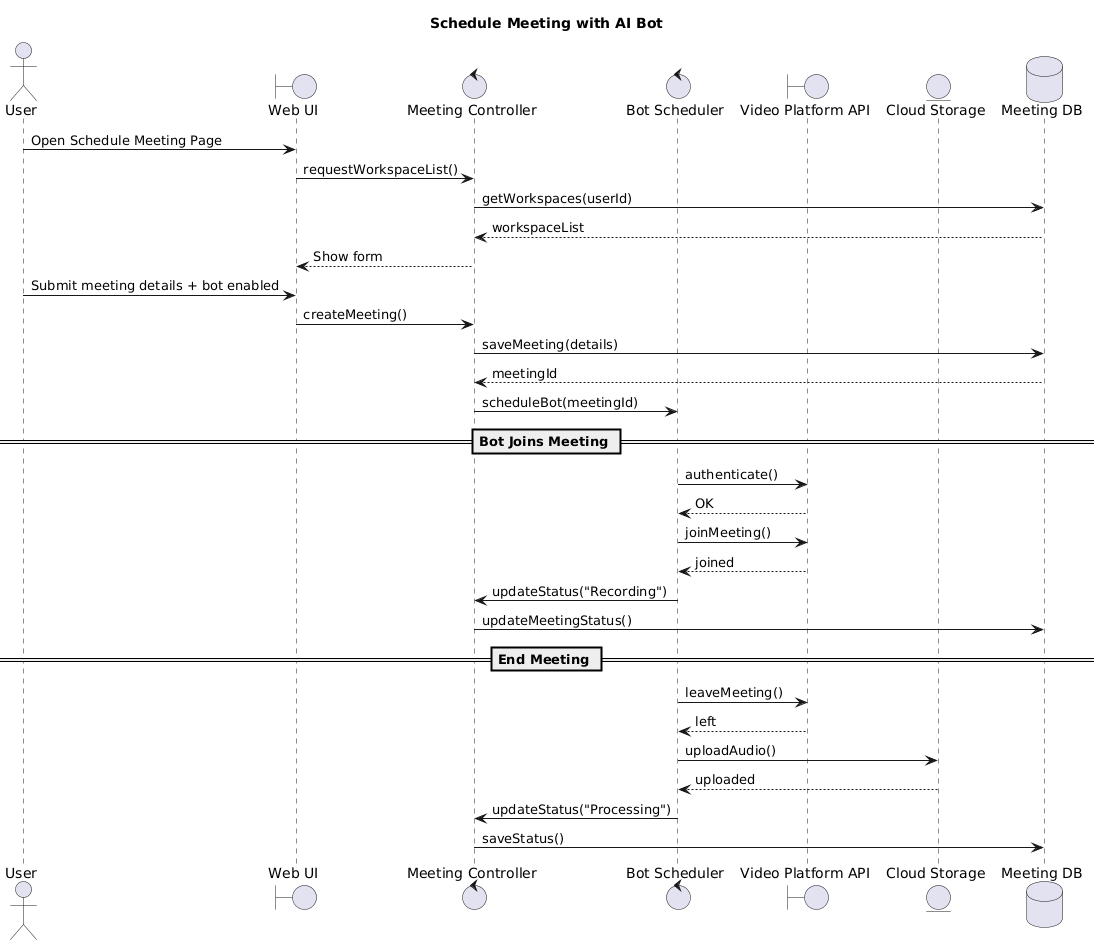 Schedule Meeting with AI Bot
User Web UI Meeting Controller Bot Scheduler Video Platform API Cloud Storage Meeting DB
Open Schedule Meeting Page
requestWorkspaceList()
getWorkspaces(userId)
workspaceList
Show form
Submit meeting details + bot enabled
createMeeting()
saveMeeting(details)
meetingId
scheduleBot(meetingId)
Bot Joins Meeting
authenticate()
OK
joinMeeting()
joined
updateStatus("Recording")
updateMeetingStatus()
End Meeting
leaveMeeting()
left
uploadAudio()
uploaded
updateStatus("Processing")
saveStatus()
User Web UI Meeting Controller Bot Scheduler Video Platform API Cloud Storage Meeting DB